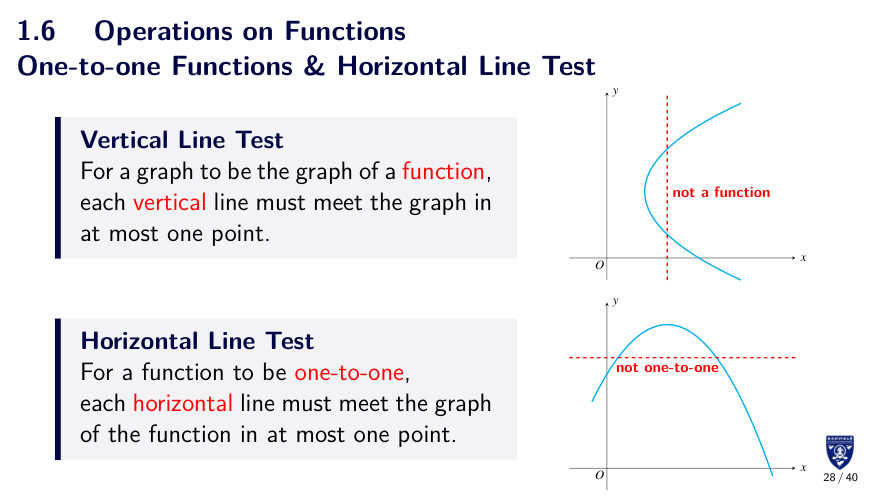 1.6 Operations on Functions
One-to-one Functions & Horizontal Line Test
Vertical Line Test
For a graph to be the graph of a function,
each vertical line must meet the graph in
at most one point.
y
not a function
O
x
Horizontal Line Test
For a function to be one-to-one,
each horizontal line must meet the graph
of the function in at most one point.
y
not one-to-one
O
x
28 / 40